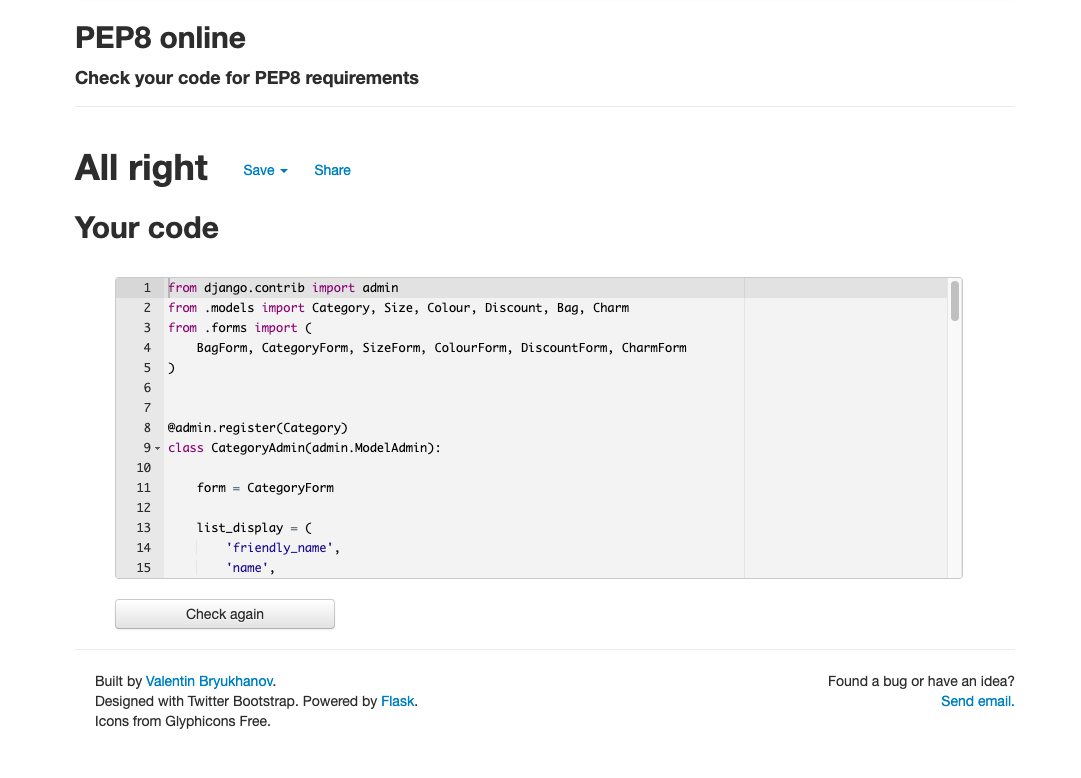 PEP8 online
Check your code for PEP8 requirements
All right Save Share
Your code
1 from django.contrib import admin
2 from .models import Category, Size, Colour, Discount, Bag, Charm
3 from .forms import (
4     BagForm, CategoryForm, SizeForm, ColourForm, DiscountForm, CharmForm
5 )
6
7
8 @admin.register(Category)
9 class CategoryAdmin(admin.ModelAdmin):
10
11     form = CategoryForm
12
13     list_display = (
14         'friendly_name',
15         'name',
Check again
Built by Valentin Bryukhanov.
Designed with Twitter Bootstrap. Powered by Flask.
Icons from Glyphicons Free.
Found a bug or have an idea?
Send email.